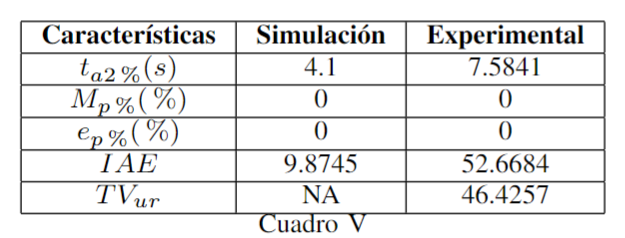 Características Simulación Experimental
t_{a2 %}(s) 4.1 7.5841
M_{p %}(%) 0 0
e_{p %}(%) 0 0
IAE 9.8745 52.6684
TV_{ur} NA 46.4257
Cuadro V